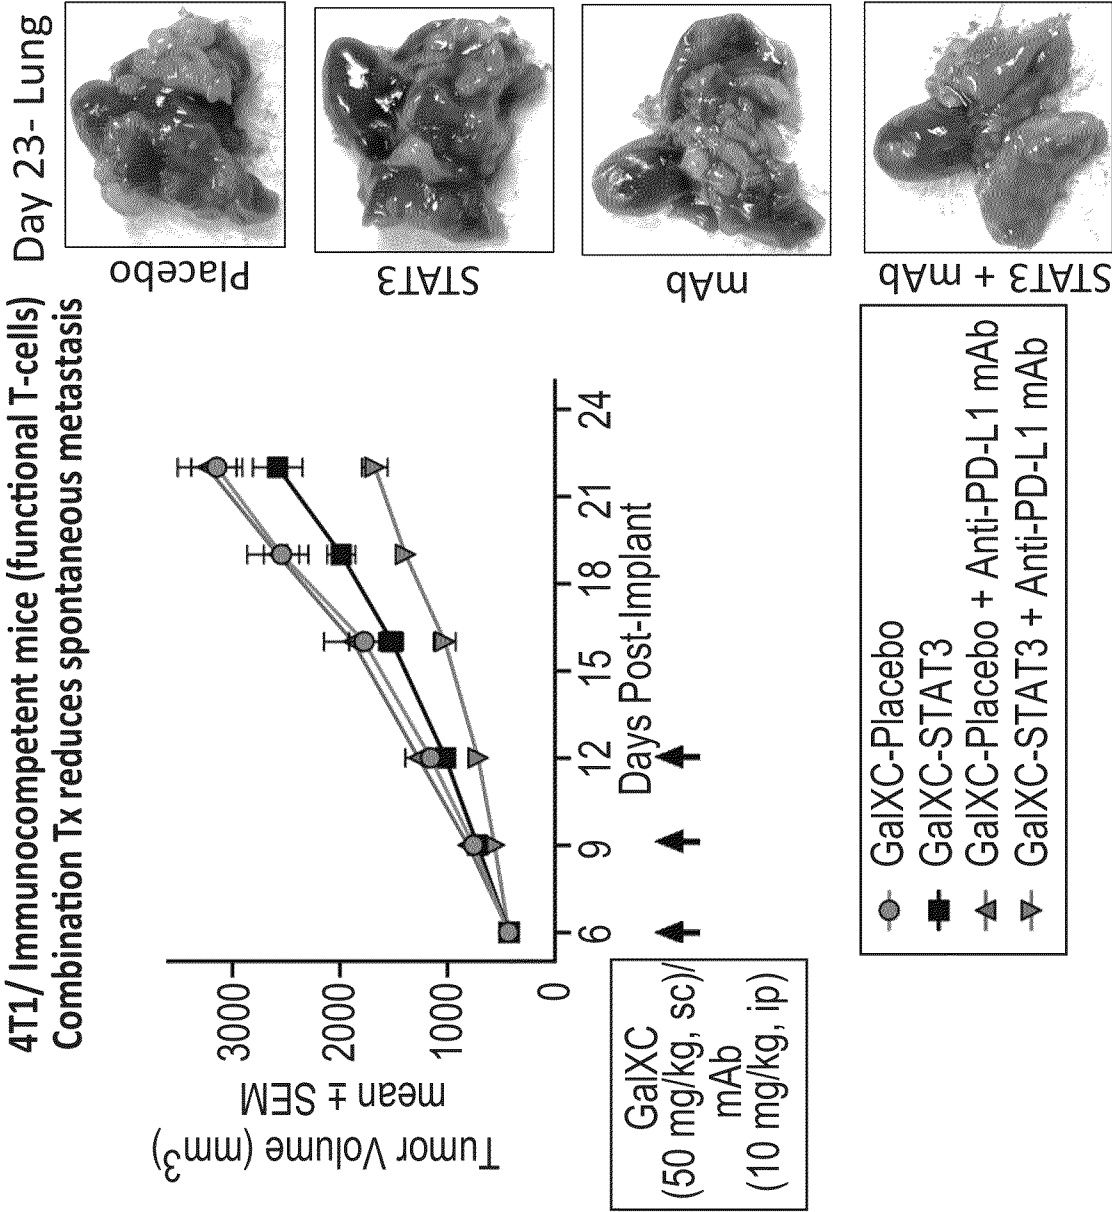 4T1/ Immunocompetent mice (functional T-cells)
Combination Tx reduces spontaneous metastasis
Day 23- Lung
Tumor Volume (mm3)
mean ± SEM
3000
2000
1000
0
6
9
12
15
18
21
24
Days Post-Implant
GalXC
(50 mg/kg, sc)/
mAb
(10 mg/kg, ip)
GalXC-Placebo
GalXC-STAT3
GalXC-Placebo + Anti-PD-L1 mAb
GalXC-STAT3 + Anti-PD-L1 mAb
Placebo
STAT3
mAb
STAT3 + mAb